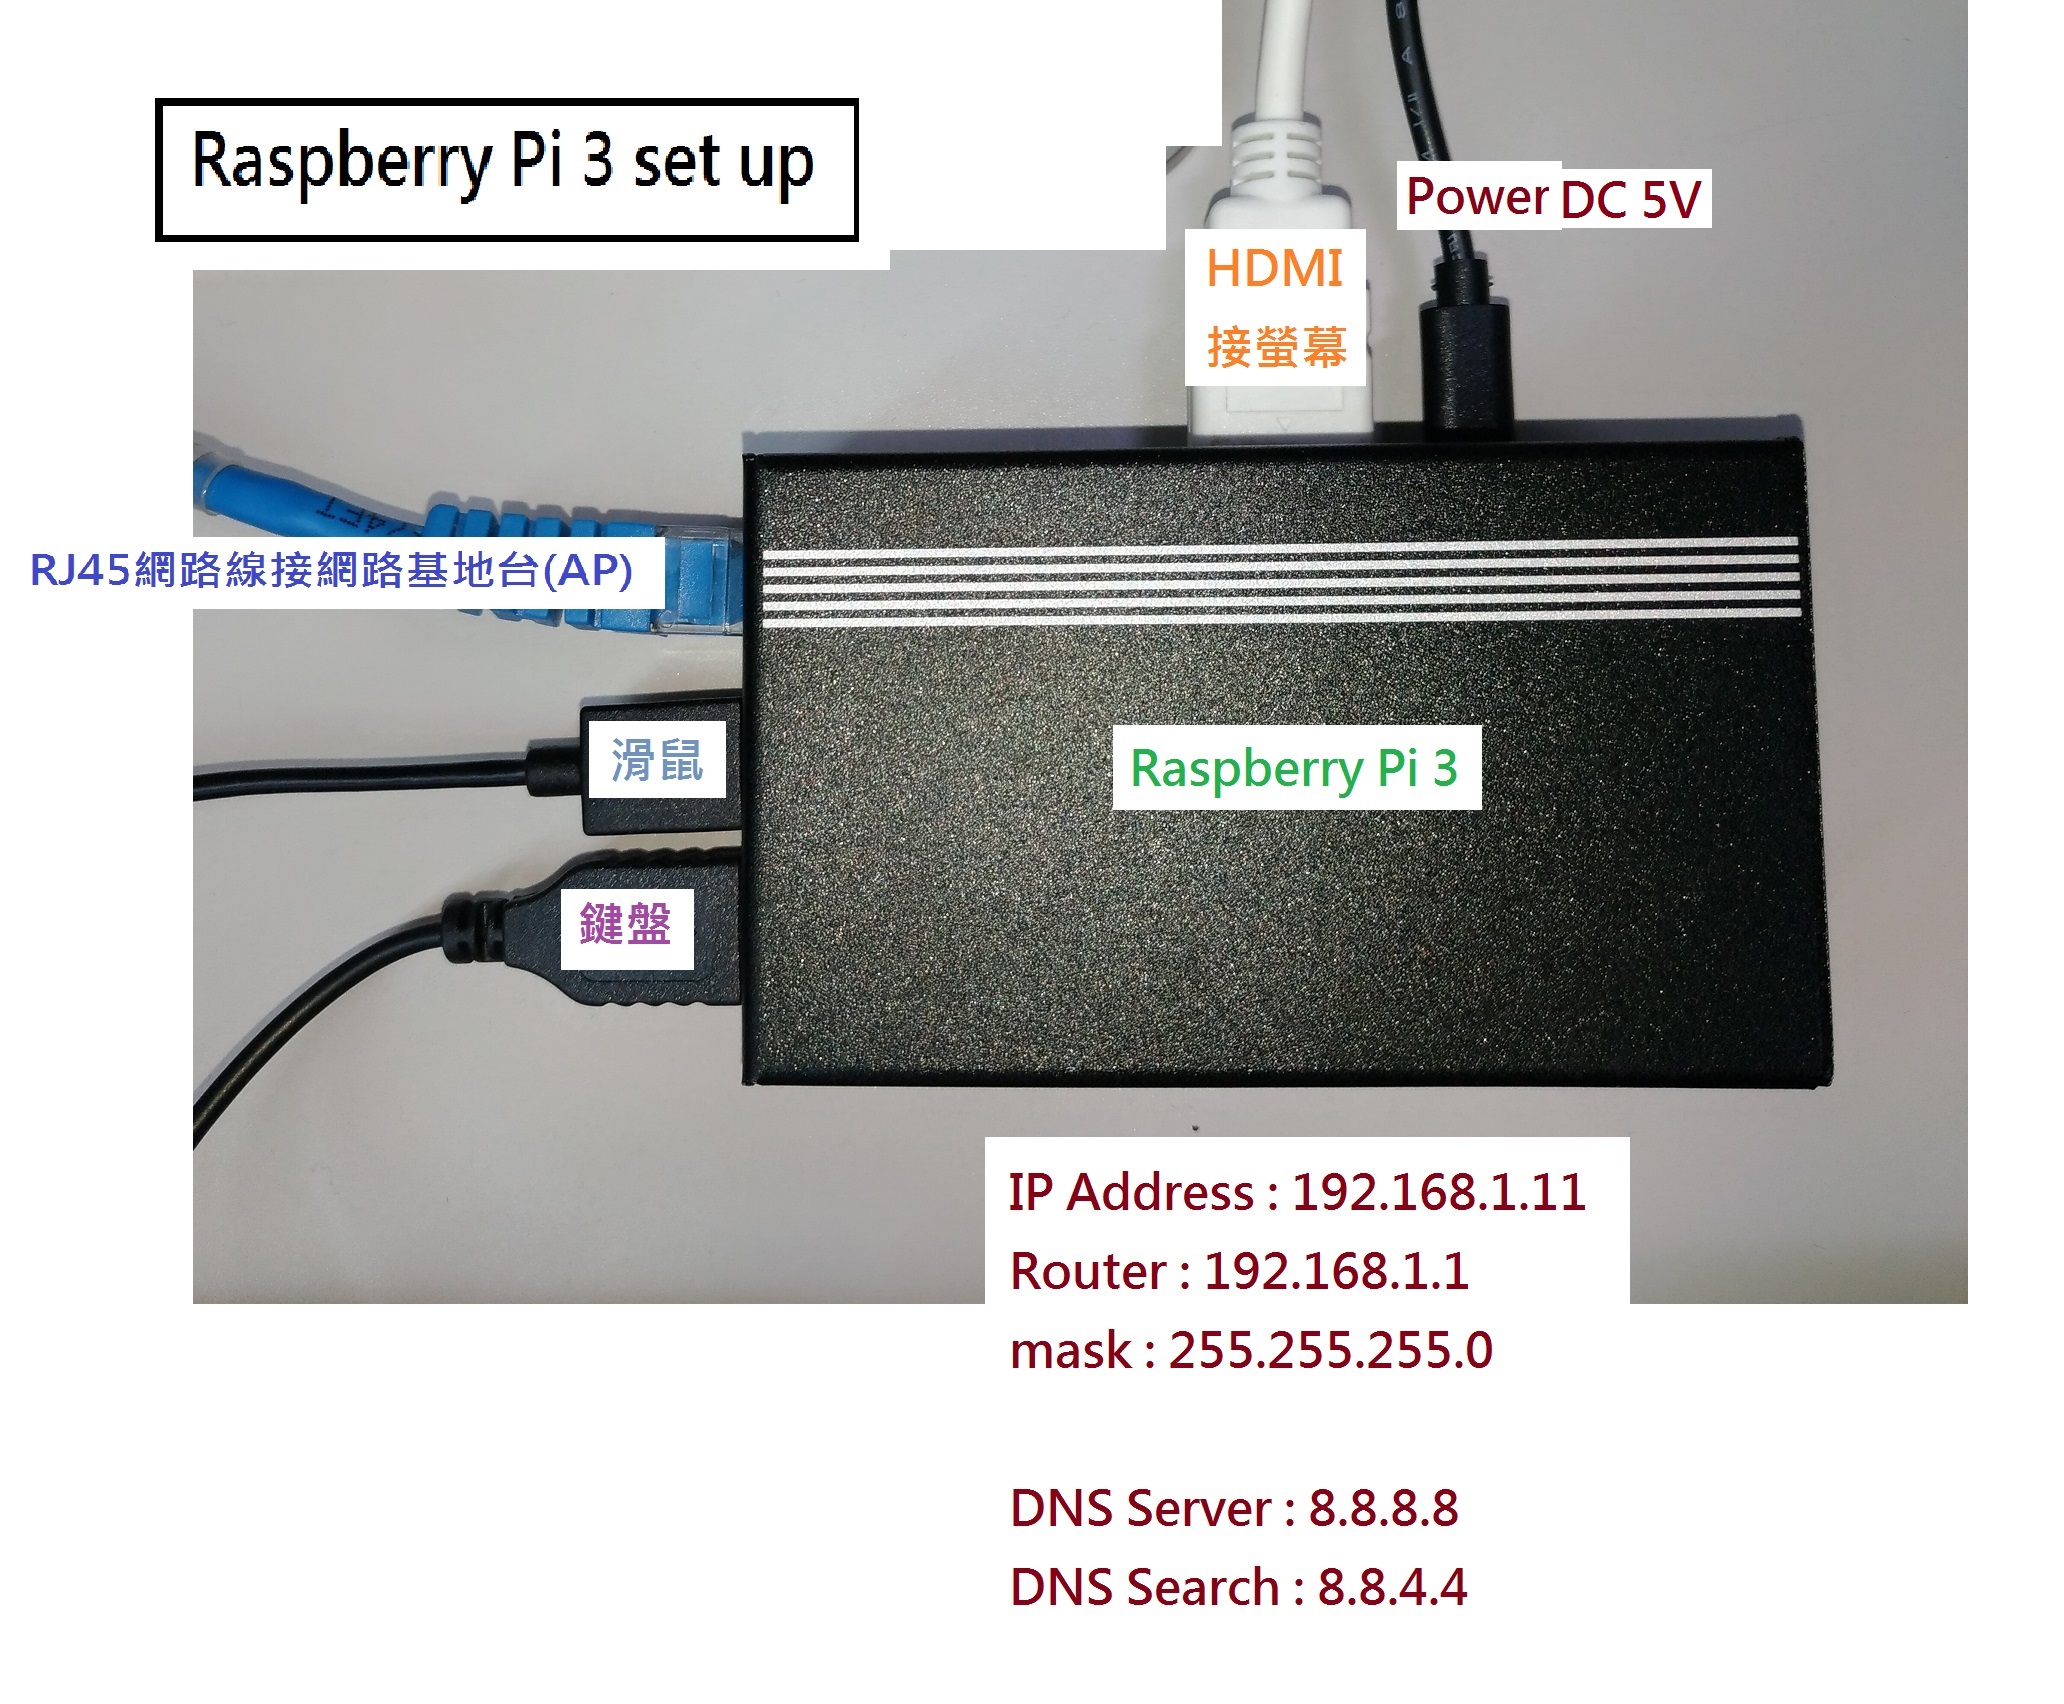 Raspberry Pi 3 set up
Power DC 5V
HDMI
接螢幕
RJ45網路線接網路基地台(AP)
滑鼠
Raspberry Pi 3
鍵盤
IP Address : 192.168.1.11
Router : 192.168.1.1
mask : 255.255.255.0
DNS Server : 8.8.8.8
DNS Search : 8.8.4.4